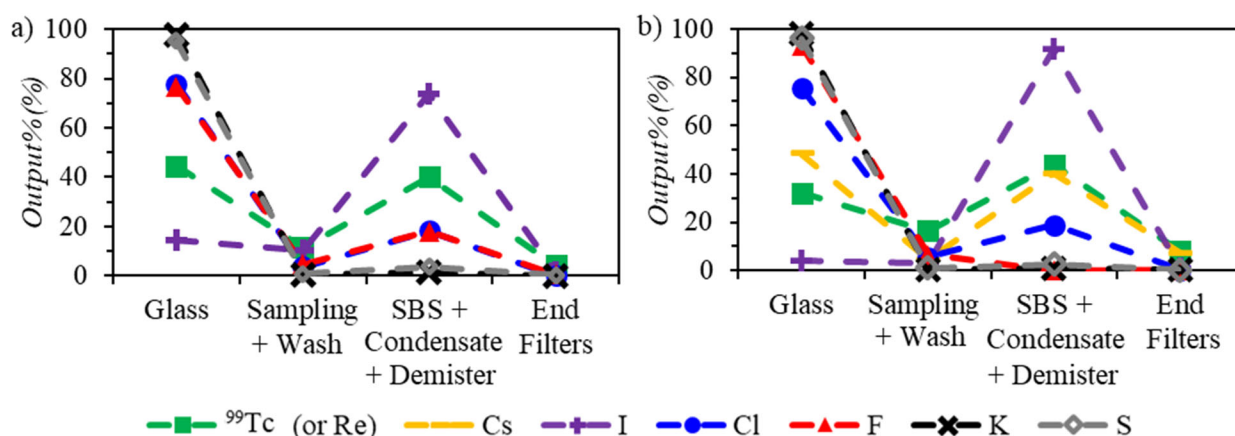 a)
Output% (%)
100
80
60
40
20
0
Glass
Sampling + Wash
SBS + Condensate + Demister
End Filters
b)
Output% (%)
100
80
60
40
20
0
Glass
Sampling + Wash
SBS + Condensate + Demister
End Filters
⁹⁹Tc (or Re) Cs I Cl F K S